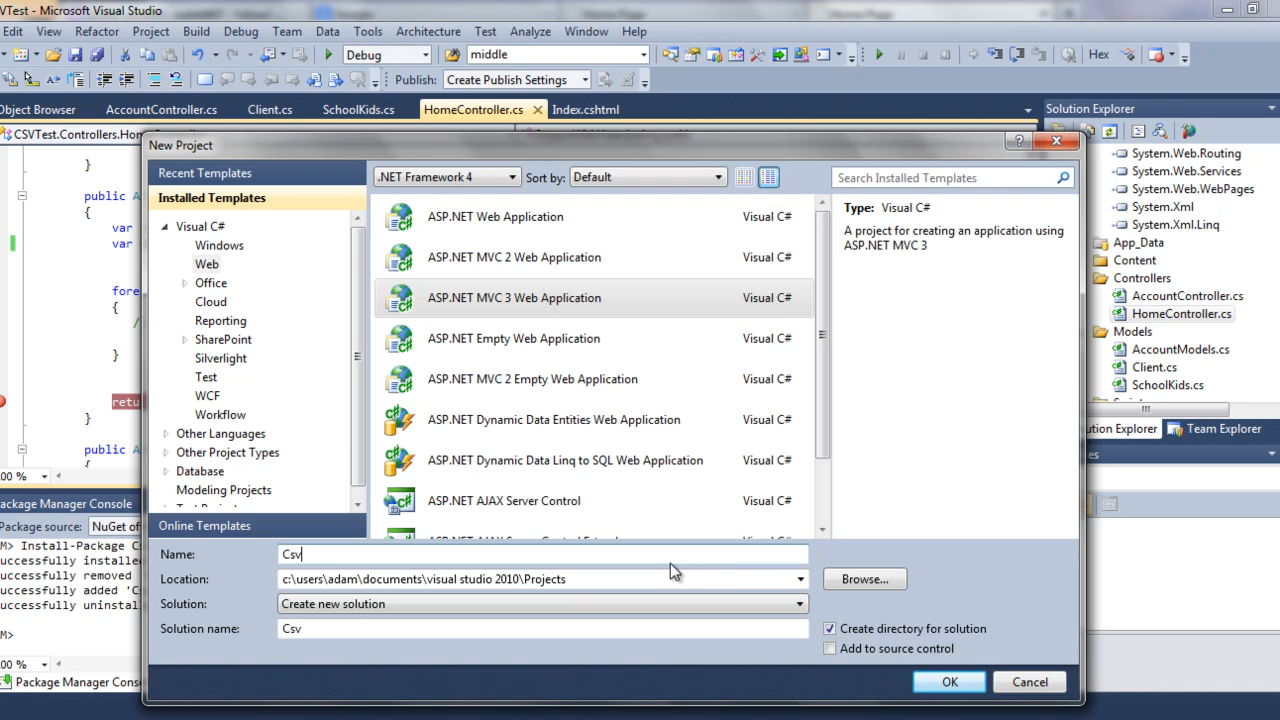 VTest - Microsoft Visual Studio
Edit View Refactor Project Build Debug Team Data Tools Architecture Test Analyze Window Help
Debug middle Hex
Publish: Create Publish Settings
Object Browser AccountController.cs Client.cs SchoolKids.cs HomeController.cs Index.cshtml
Solution Explorer
CSVTest.Controllers.Hom
New Project
System.Web.Routing
System.Web.Services
System.Web.WebPages
System.Xml
System.Xml.Linq
App_Data
Content
Controllers
AccountController.cs
HomeController.cs
Models
AccountModels.cs
Client.cs
SchoolKids.cs
Solution Explorer Team Explorer
}
public A
{
var
var
fore
{
/
}
retu
}
public A
{
Recent Templates
Installed Templates
Visual C#
Windows
Web
Office
Cloud
Reporting
SharePoint
Silverlight
Test
WCF
Workflow
Other Languages
Other Project Types
Database
Modeling Projects
Online Templates
.NET Framework 4 Sort by: Default Search Installed Templates
ASP.NET Web Application Visual C#
ASP.NET MVC 2 Web Application Visual C#
ASP.NET MVC 3 Web Application Visual C#
ASP.NET Empty Web Application Visual C#
ASP.NET MVC 2 Empty Web Application Visual C#
ASP.NET Dynamic Data Entities Web Application Visual C#
ASP.NET Dynamic Data Linq to SQL Web Application Visual C#
ASP.NET AJAX Server Control Visual C#
Type: Visual C#
A project for creating an application using
ASP.NET MVC 3
Name: Csv
Location: c:\users\adam\documents\visual studio 2010\Projects Browse...
Solution: Create new solution
Solution name: Csv
Create directory for solution
Add to source control
OK Cancel
00 %
Package Manager Console
Package source: NuGet of
M> Install-Package C
uccessfully installe
uccessfully removed
uccessfully added 'C
uccessfully uninsta
M>
00 %
Package Manager Conso